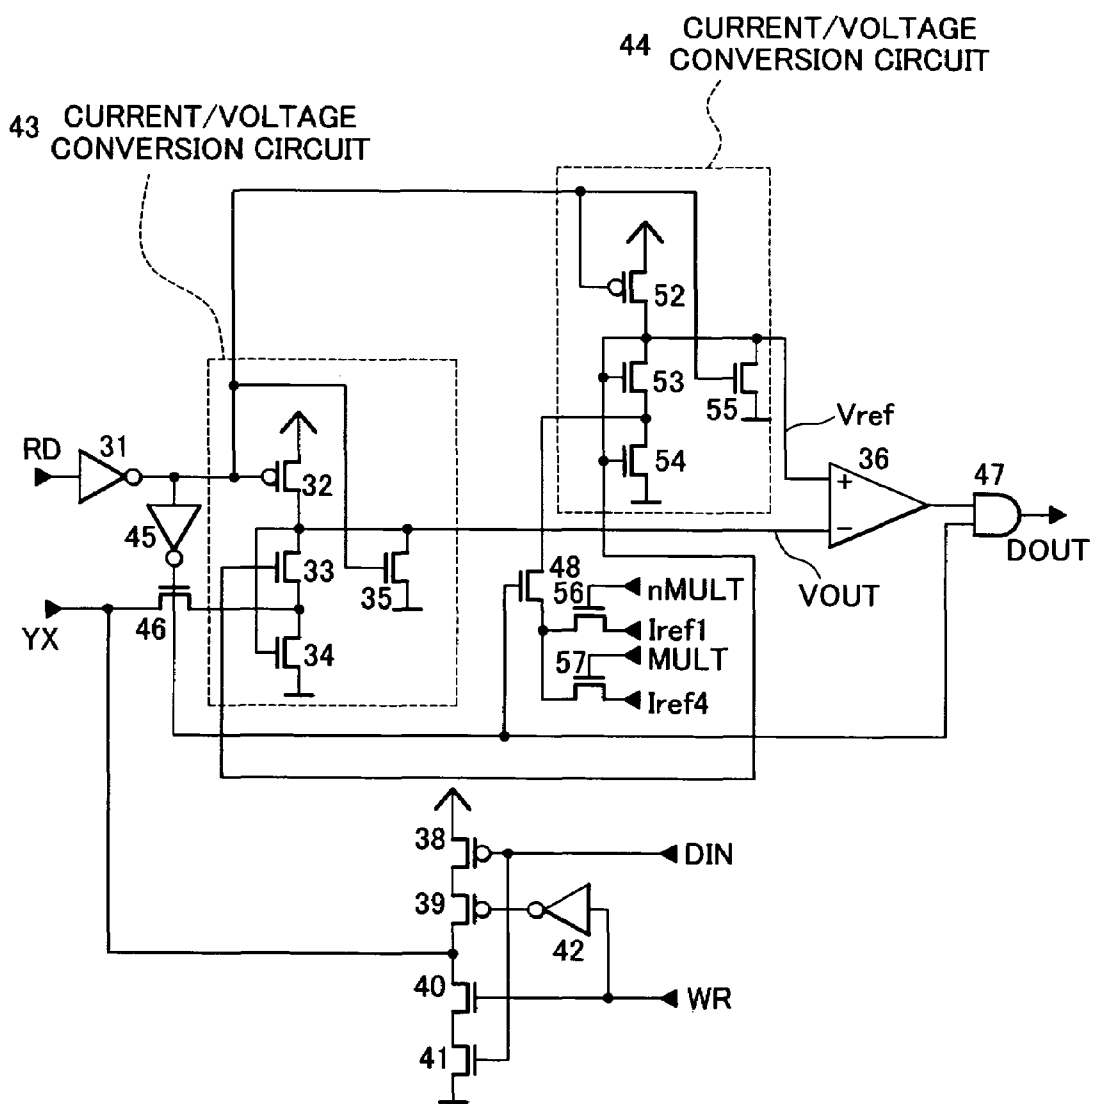 44 CURRENT/VOLTAGE
CONVERSION CIRCUIT
43 CURRENT/VOLTAGE
CONVERSION CIRCUIT
52
53
54
55
Vref
RD
31
32
45
33
35
34
YX
46
36
+
−
47
DOUT
VOUT
48
56
nMULT
Iref1
57
MULT
Iref4
38
DIN
39
42
40
WR
41